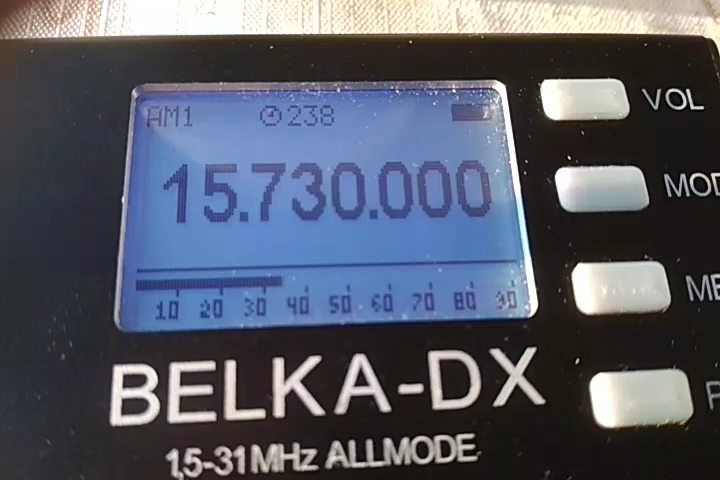 AM1 238
15.730.000
10 20 30 40 50 60 70 80 90
VOL
BELKA-DX
1,5-31MHz ALLMODE